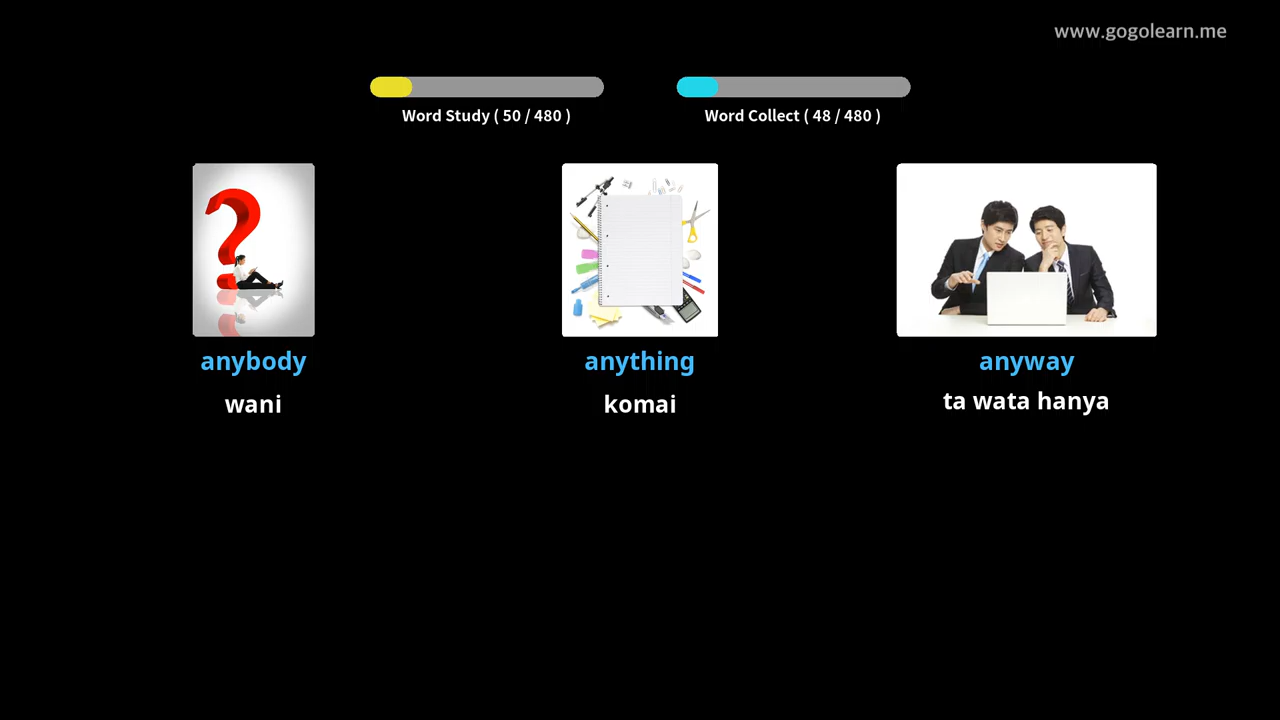 www.gogolearn.me
Word Study ( 50 / 480 )
Word Collect ( 48 / 480 )
anybody
anything
anyway
wani
komai
ta wata hanya